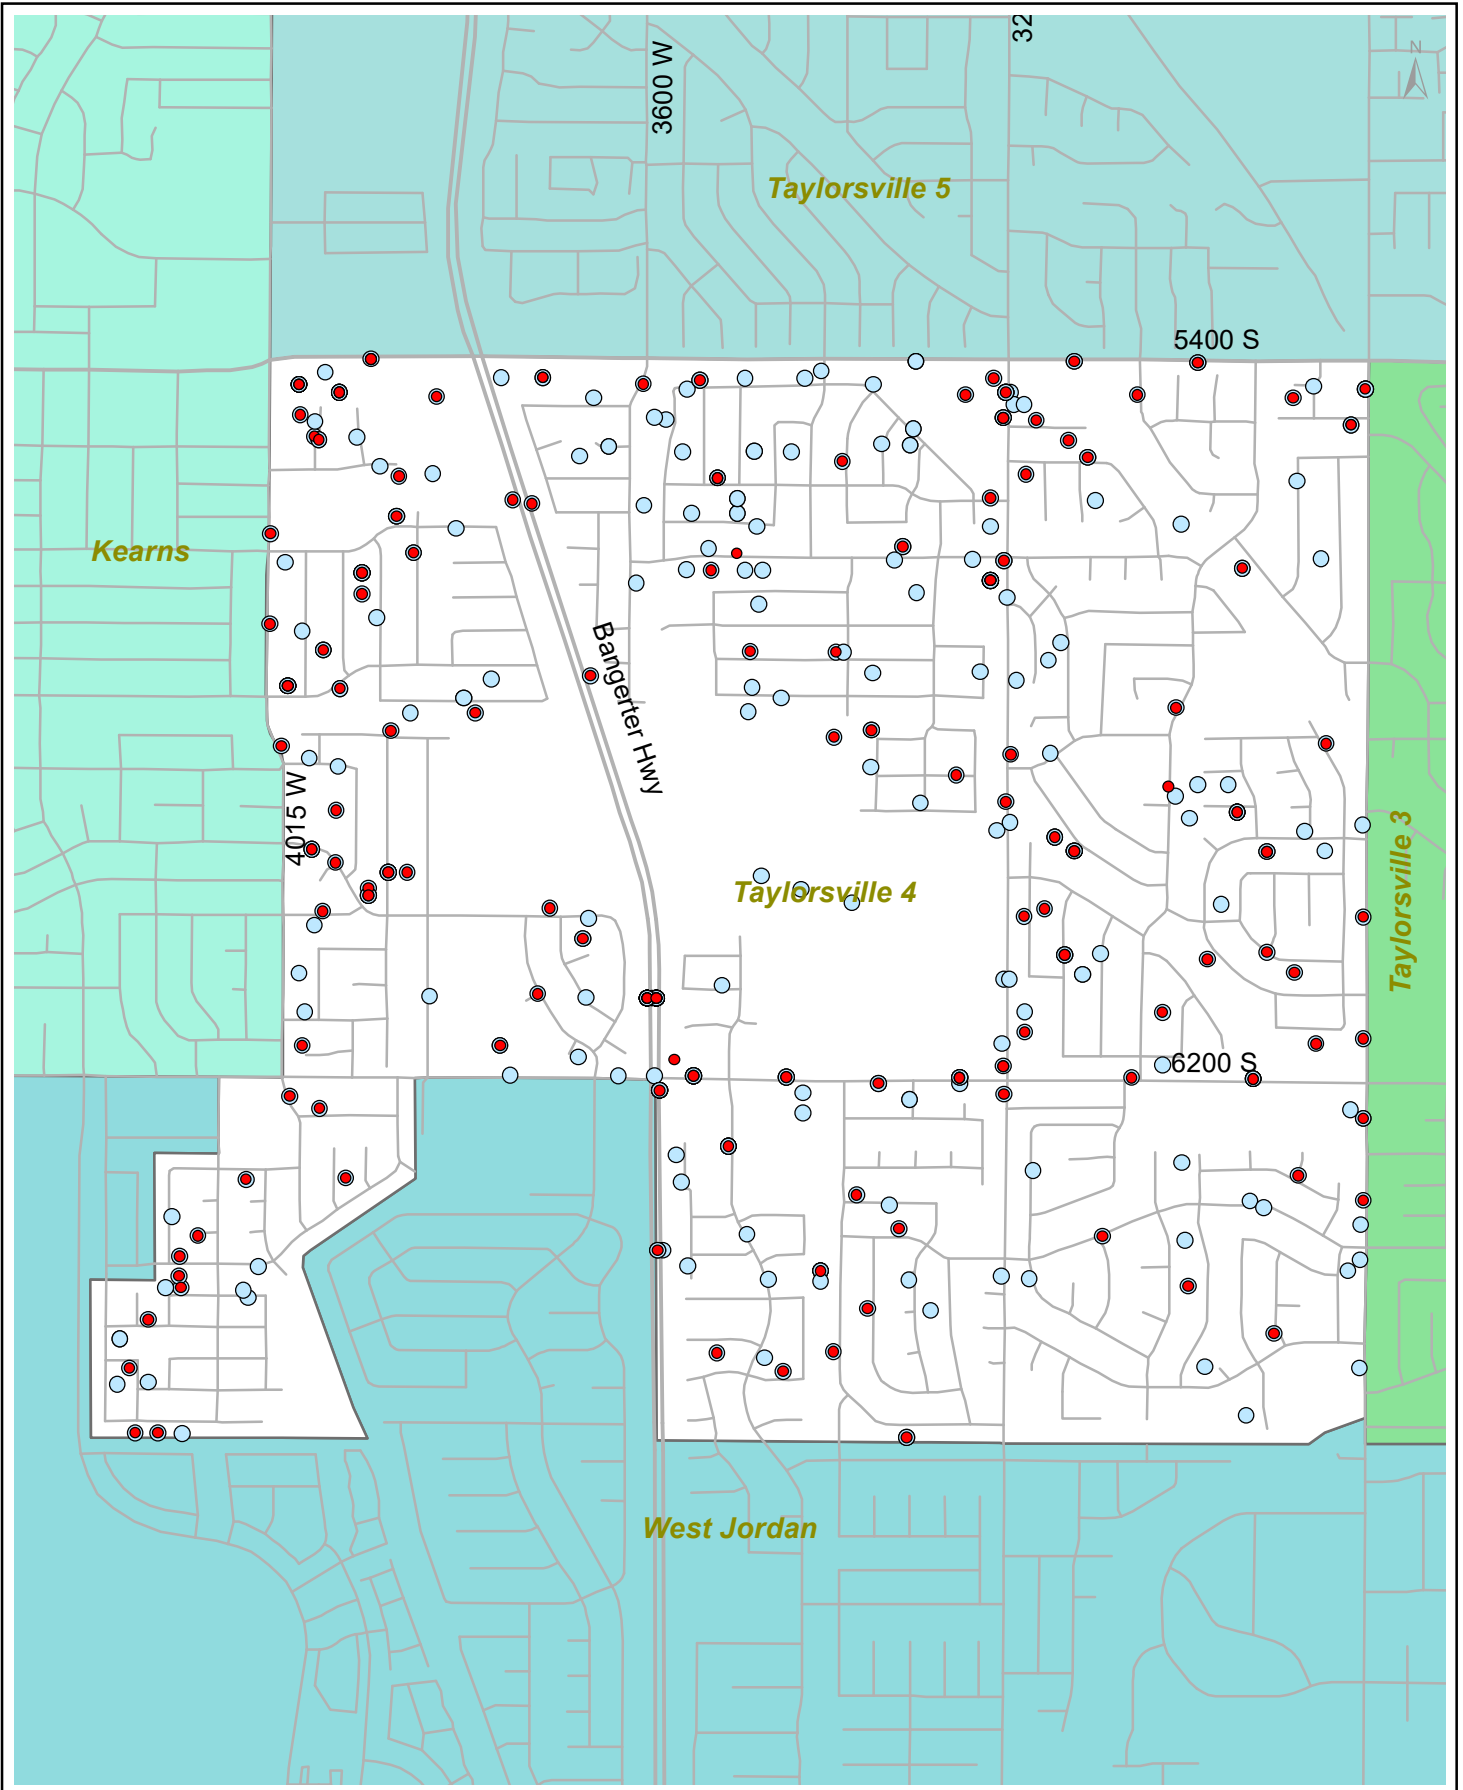 32
3600 W
N
Taylorsville 5
5400 S
Kearns
Bangerter Hwy
4015 W
Taylorsville 4
Taylorsville 3
6200 S
West Jordan